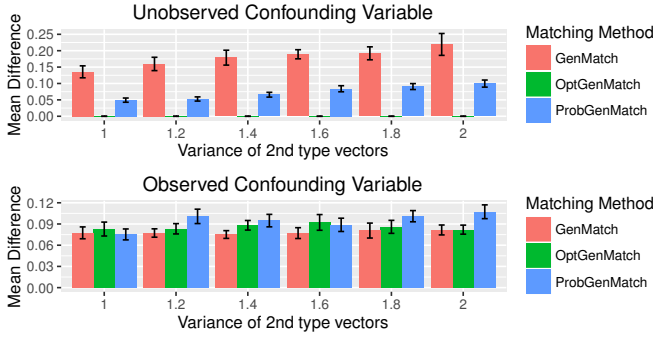 Unobserved Confounding Variable
Mean Difference
0.25
0.20
0.15
0.10
0.05
0.00
1 1.2 1.4 1.6 1.8 2
Variance of 2nd type vectors
Matching Method
GenMatch
OptGenMatch
ProbGenMatch
Observed Confounding Variable
Mean Difference
0.12
0.09
0.06
0.03
0.00
1 1.2 1.4 1.6 1.8 2
Variance of 2nd type vectors
Matching Method
GenMatch
OptGenMatch
ProbGenMatch